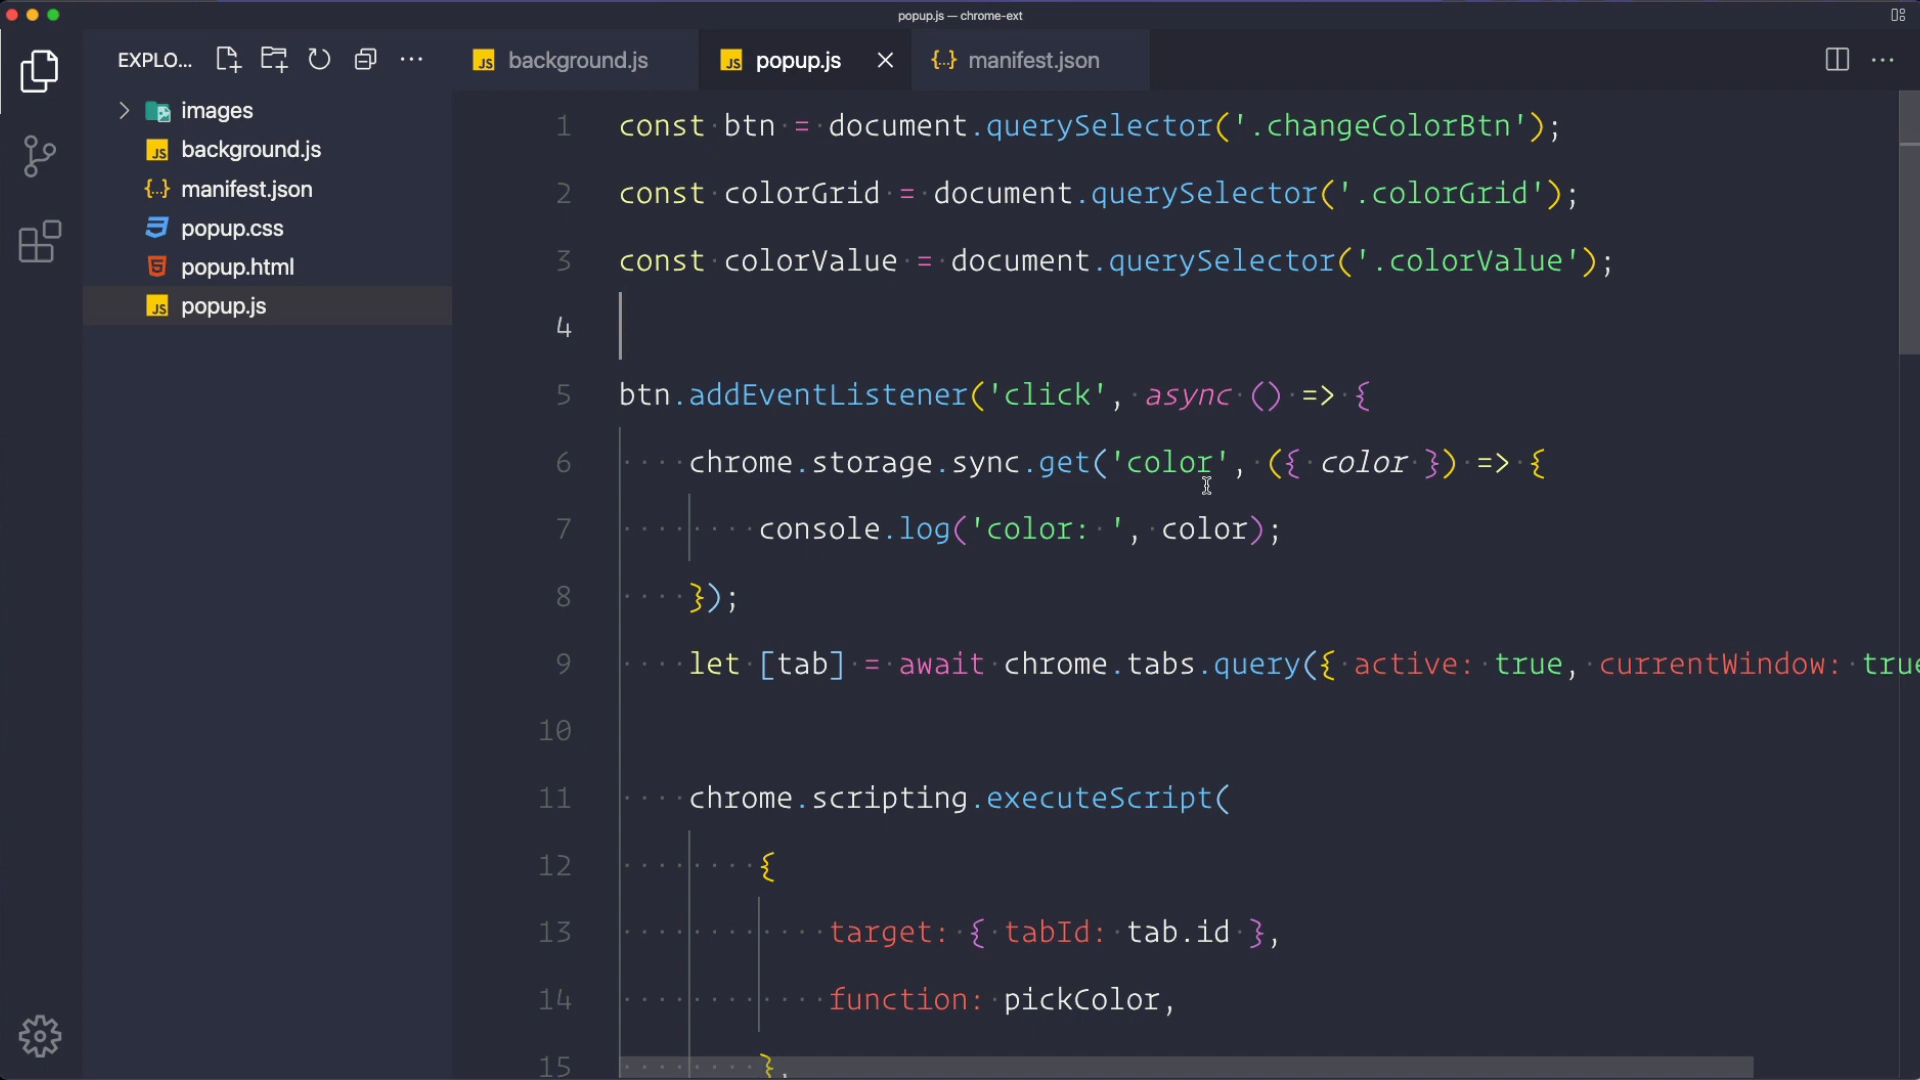 popup.js — chrome-ext
EXPLO...
background.js
popup.js
manifest.json
images
background.js
manifest.json
popup.css
popup.html
popup.js
1 const btn = document.querySelector('.changeColorBtn');
2 const colorGrid = document.querySelector('.colorGrid');
3 const colorValue = document.querySelector('.colorValue');
4
5 btn.addEventListener('click', async () => {
6 chrome.storage.sync.get('color', ({ color }) => {
7 console.log('color: ', color);
8 });
9 let [tab] = await chrome.tabs.query({ active: true, currentWindow: true
10
11 chrome.scripting.executeScript(
12 {
13 target: { tabId: tab.id },
14 function: pickColor,
15 },